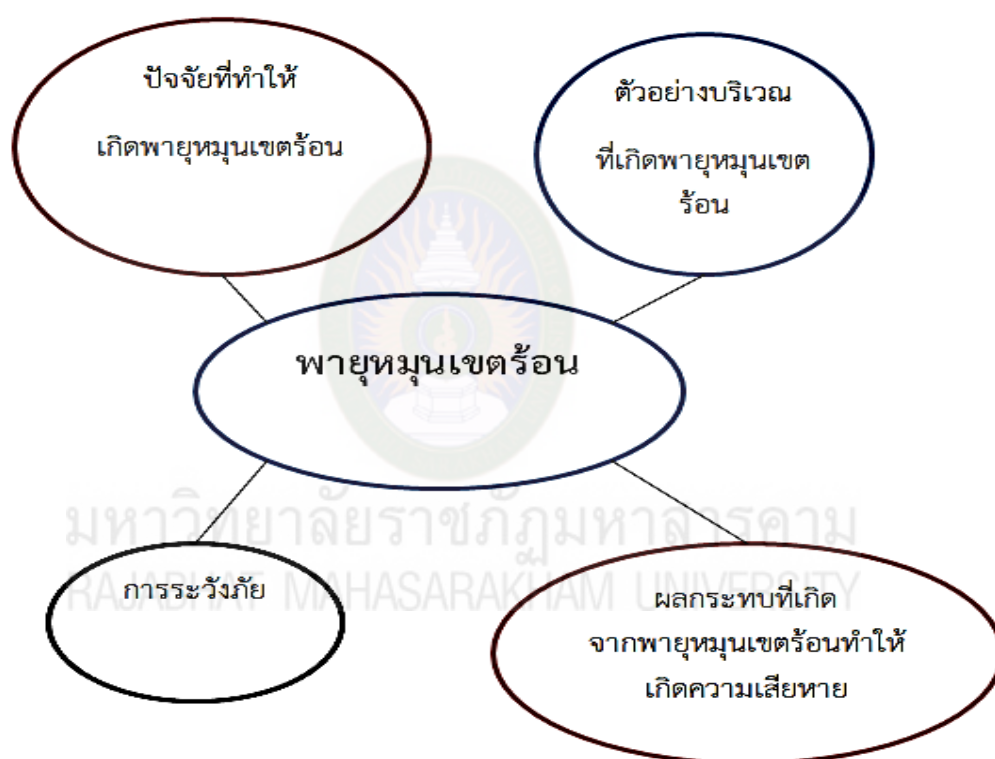 ปัจจัยที่ทำให้
เกิดพายุหมุนเขตร้อน
ตัวอย่างบริเวณ
ที่เกิดพายุหมุนเขต
ร้อน
พายุหมุนเขตร้อน
มหาวิทยาลัยราชภัฏมหาสารคาม
RAJABHAT MAHASARAKHAM UNIVERSITY
การระวังภัย
ผลกระทบที่เกิด
จากพายุหมุนเขตร้อนทำให้
เกิดความเสียหาย